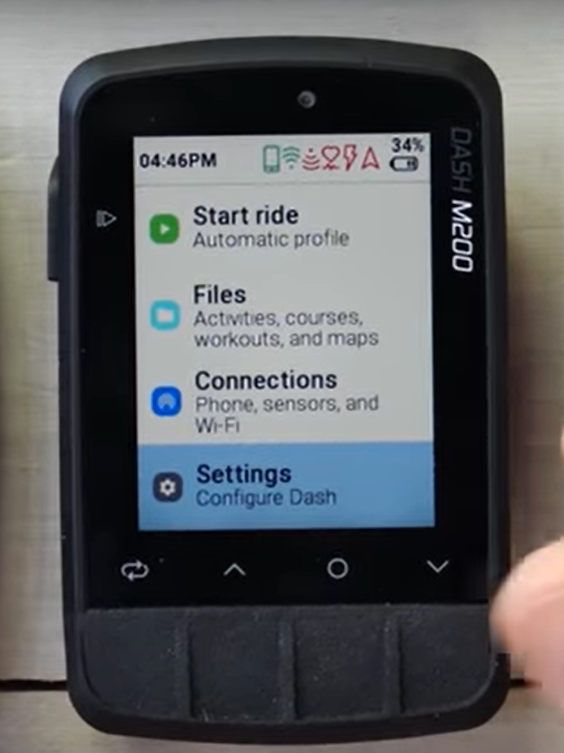 04:46PM
34%
Start ride
Automatic profile
Files
Activities, courses,
workouts, and maps
Connections
Phone, sensors, and
Wi-Fi
Settings
Configure Dash
DASH M200